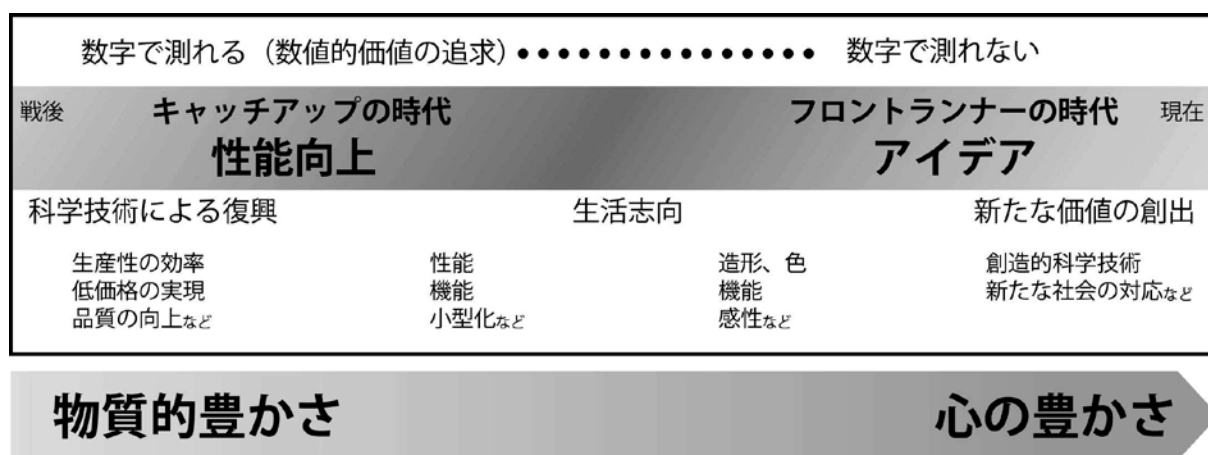 数字で測れる（数値的価値の追求）••••••••••••••• 数字で測れない
戦後 キャッチアップの時代 フロントランナーの時代 現在
性能向上 アイデア
科学技術による復興 生活志向 新たな価値の創出
生産性の効率 性能 造形、色 創造的科学技術
低価格の実現 機能 機能 新たな社会の対応など
品質の向上など 小型化など 感性など
物質的豊かさ 心の豊かさ